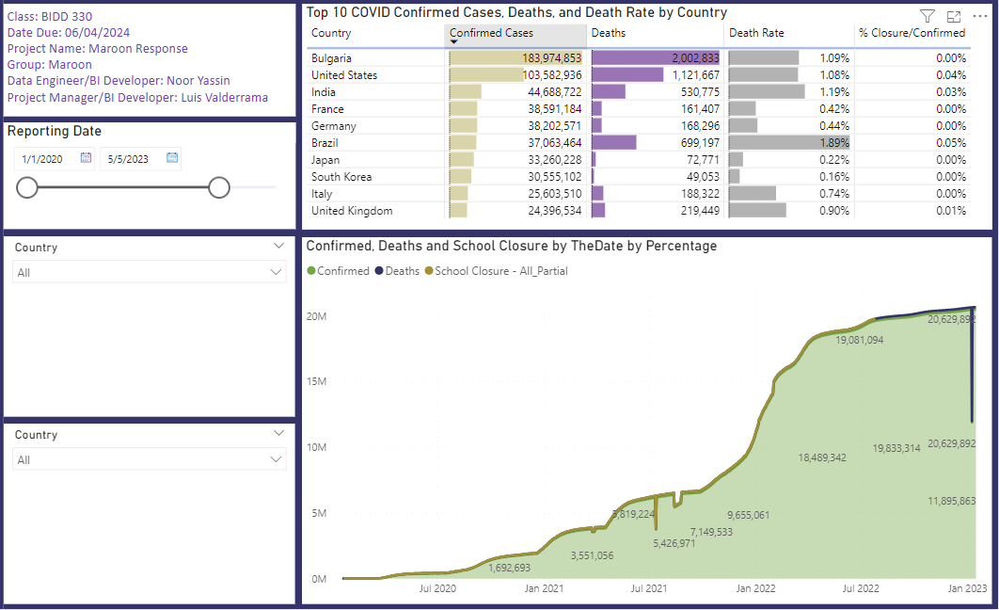 Class: BIDD 330
Date Due: 06/04/2024
Project Name: Maroon Response
Group: Maroon
Data Engineer/BI Developer: Noor Yassin
Project Manager/BI Developer: Luis Valderrama
Reporting Date
1/1/2020 5/5/2023
Country
All
Country
All
Top 10 COVID Confirmed Cases, Deaths, and Death Rate by Country
Country Confirmed Cases Deaths Death Rate % Closure/Confirmed
Bulgaria 183,974,853 2,002,833 1.09% 0.00%
United States 103,582,936 1,121,667 1.08% 0.04%
India 44,688,722 530,775 1.19% 0.03%
France 38,591,184 161,407 0.42% 0.00%
Germany 38,202,571 168,296 0.44% 0.00%
Brazil 37,063,464 699,197 1.89% 0.05%
Japan 33,260,228 72,771 0.22% 0.00%
South Korea 30,555,102 49,053 0.16% 0.00%
Italy 25,603,510 188,322 0.74% 0.00%
United Kingdom 24,396,534 219,449 0.90% 0.01%
Confirmed, Deaths and School Closure by TheDate by Percentage
Confirmed Deaths School Closure - All_Partial
20M
15M
10M
5M
0M
20,629,892
19,081,094
20,629,892
19,833,314
18,489,342
11,895,863
5,819,224
9,655,061
7,149,533
5,426,971
3,551,056
1,692,693
Jul 2020 Jan 2021 Jul 2021 Jan 2022 Jul 2022 Jan 2023